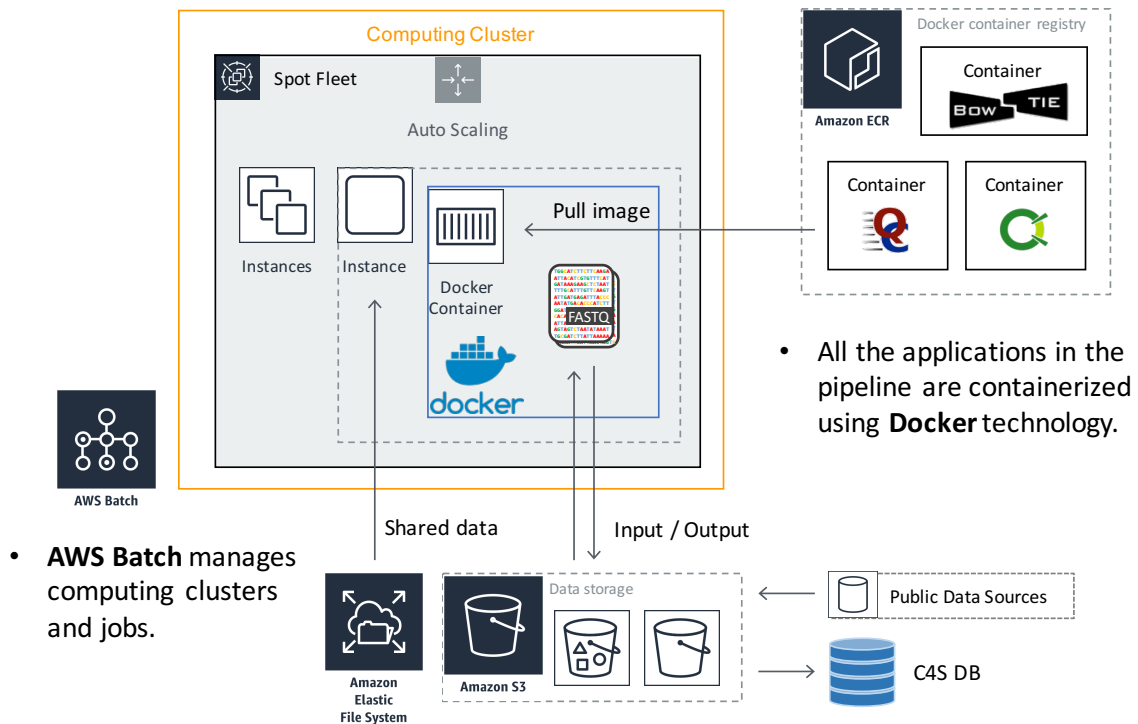 Computing Cluster
Spot Fleet
Auto Scaling
Instances
Instance
Docker
Container
docker
Pull image
FASTQ
Docker container registry
Amazon ECR
Container
BOW TIE
Container
QC
Container
• All the applications in the
pipeline are containerized
using Docker technology.
AWS Batch
• AWS Batch manages
computing clusters
and jobs.
Shared data
Input / Output
Amazon
Elastic
File System
Data storage
Amazon S3
Public Data Sources
C4S DB